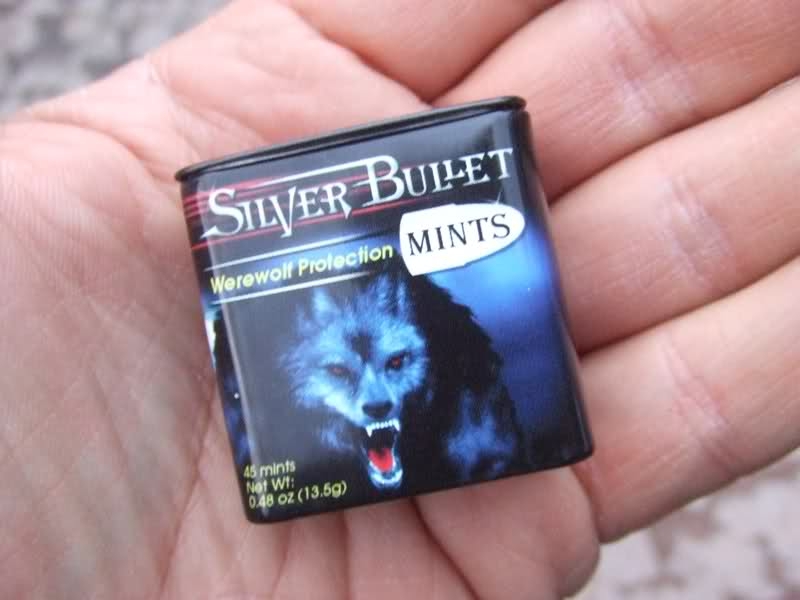 SILVER BULLET
MINTS
Werewolf Protection
45 mints
Net Wt:
0.48 oz (13.5g)